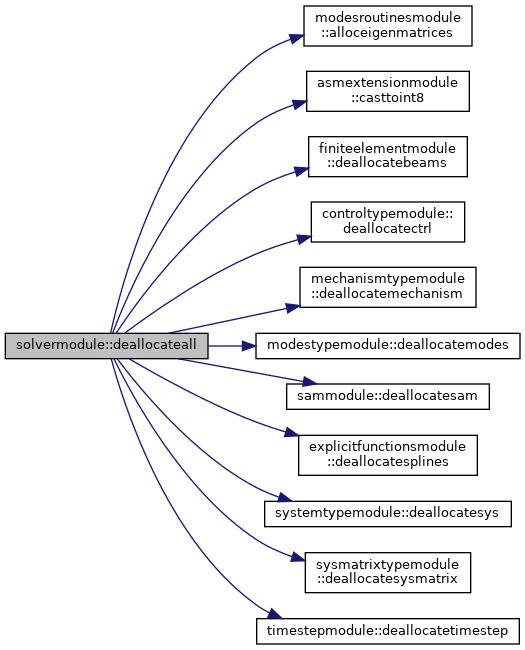 modesroutinesmodule
::alloceigenmatrices
asmextensionmodule
::casttoint8
finiteelementmodule
::deallocatebeams
controltypemodule::
deallocatectrl
mechanismtypemodule
::deallocatemechanism
solvermodule::deallocateall
modestypemodule::deallocatemodes
sammodule::deallocatesam
explicitfunctionsmodule
::deallocatesplines
systemtypemodule::deallocatesys
sysmatrixtypemodule
::deallocatesysmatrix
timestepmodule::deallocatetimestep